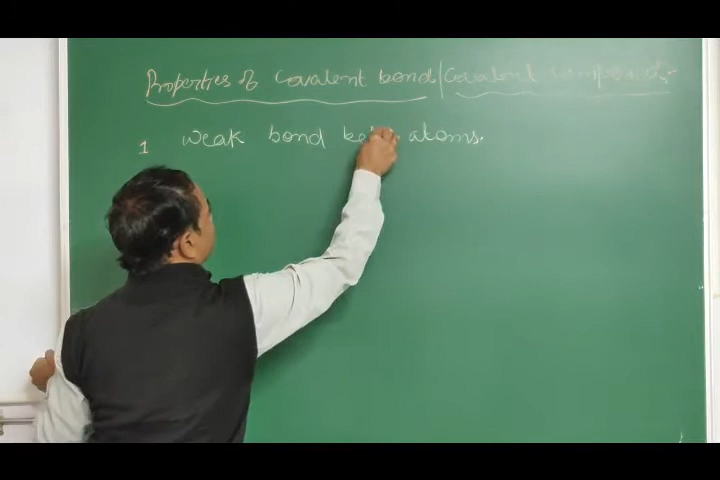 Properties of Covalent bond/Covalent compounds:-
1 Weak bond atoms.